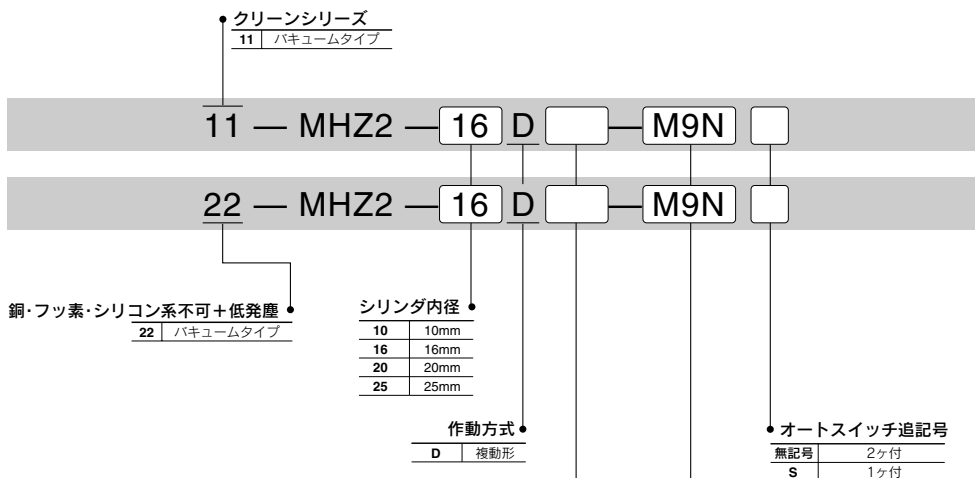 クリーンシリーズ
11 バキュームタイプ
11 — MHZ2 — 16 D — M9N
22 — MHZ2 — 16 D — M9N
銅・フッ素・シリコン系不可＋低発塵
22 バキュームタイプ
シリンダ内径
10 10mm
16 16mm
20 20mm
25 25mm
作動方式
D 複動形
オートスイッチ追記号
無記号 2ヶ付
S 1ヶ付